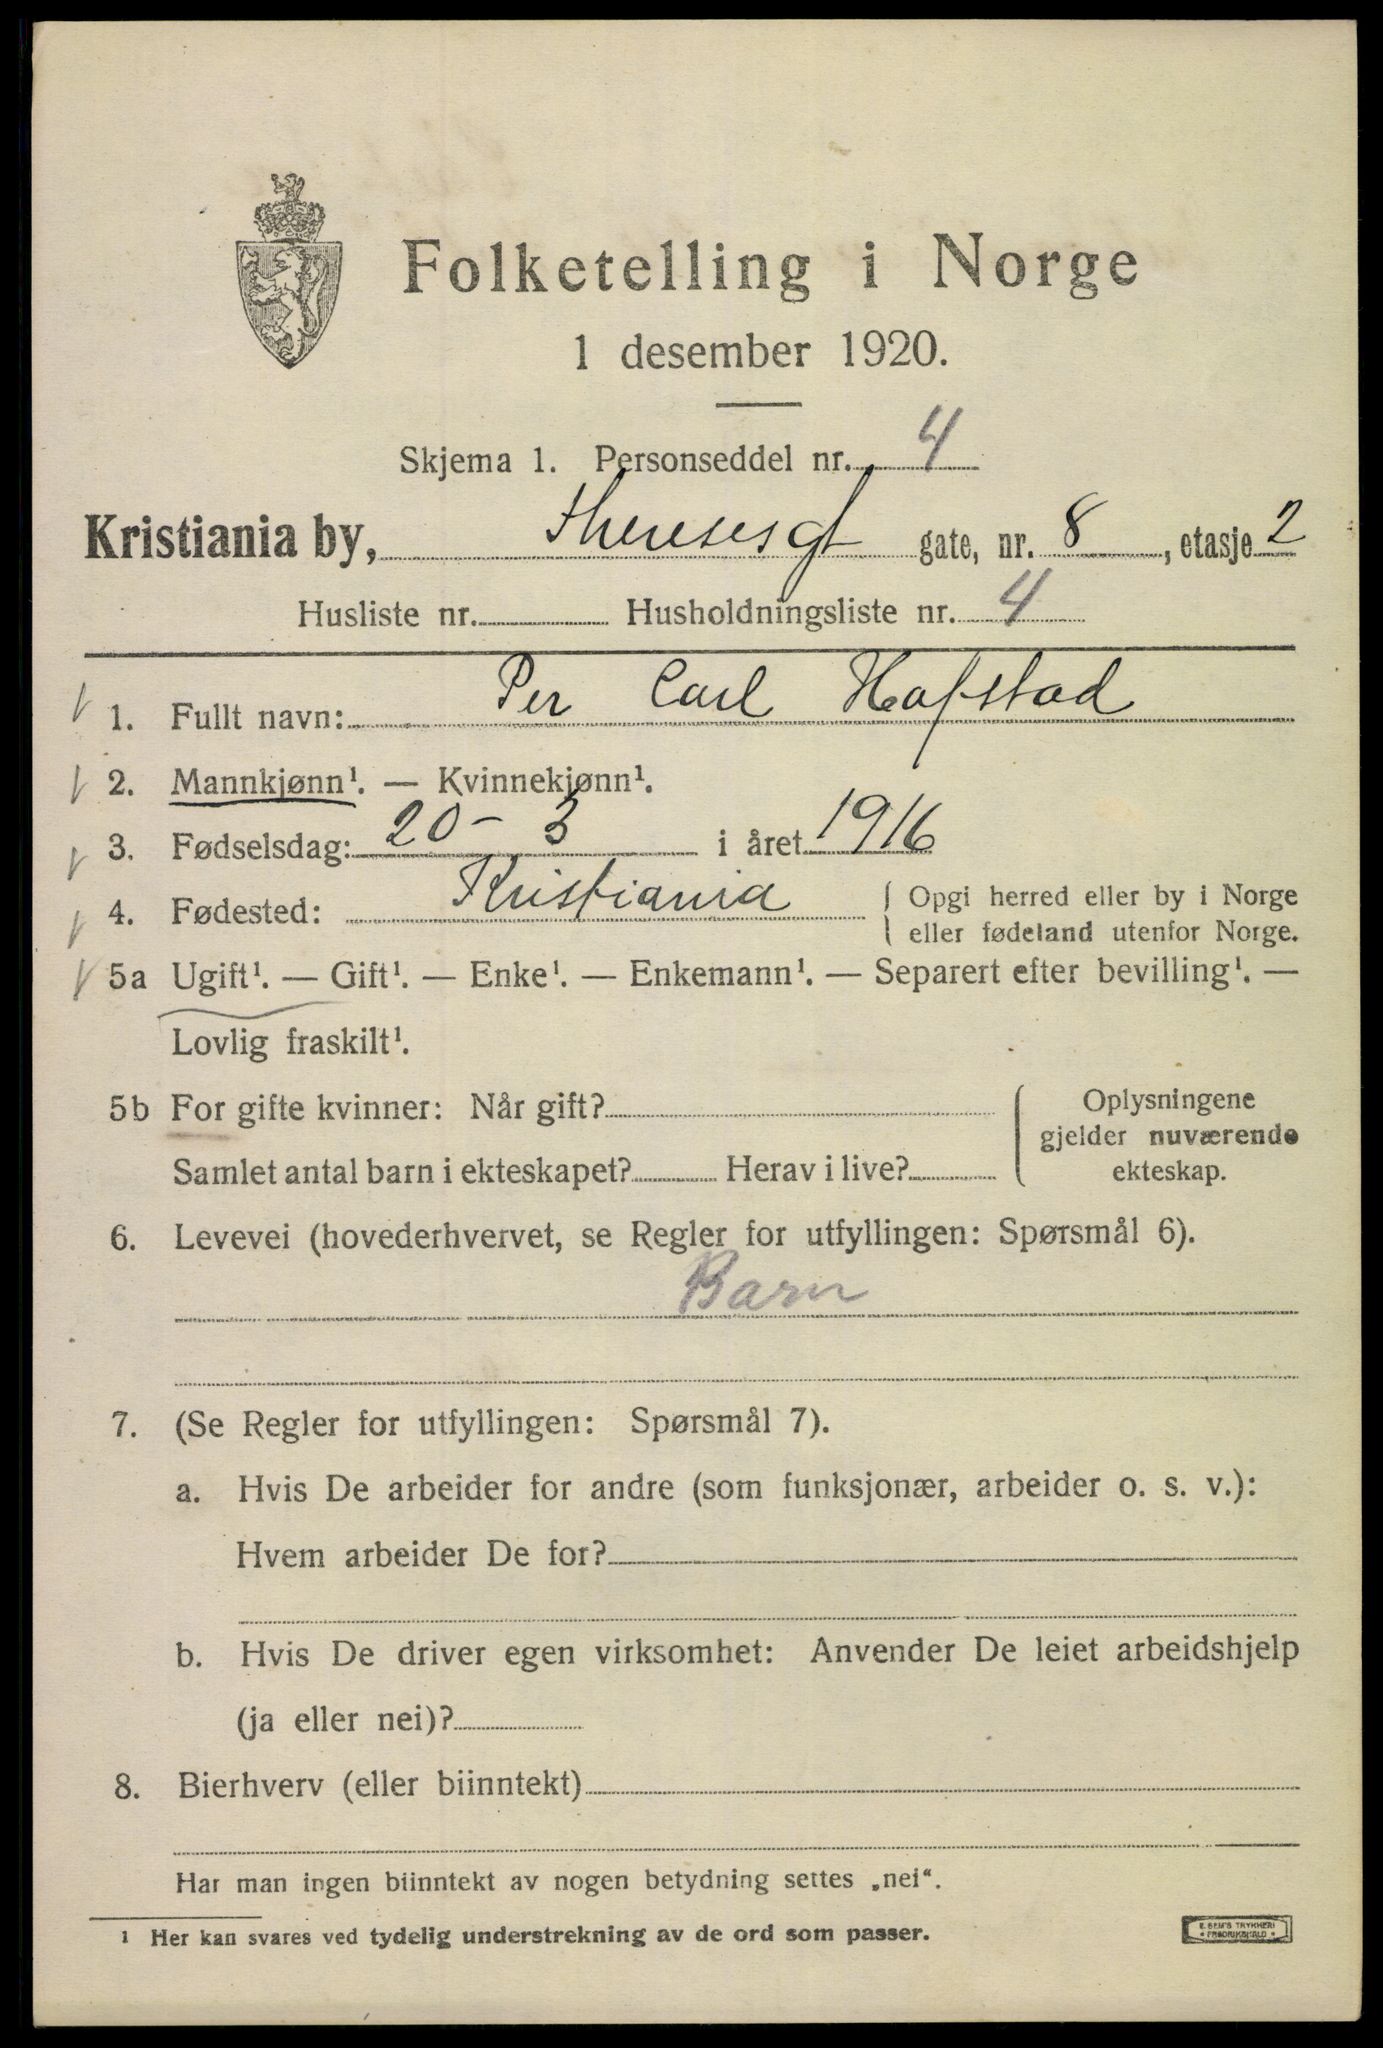 Folketelling i Norge
1 desember 1920.
Skjema 1. Personseddel nr. 4
Kristiania by, Theresesgt gate, nr. 8, etasje 2
Husliste nr. Husholdningsliste nr. 4
1. Fullt navn: Per Carl Hofstad
2. Mannkjønn¹. — Kvinnekjønn¹.
3. Fødselsdag: 20 – 3 i året 1916
4. Fødested: Kristiania { Opgi herred eller by i Norge
eller fødeland utenfor Norge.
5a Ugift¹. — Gift¹. — Enke¹. — Enkemann¹. — Separert efter bevilling¹. —
Lovlig fraskilt¹.
5b For gifte kvinner: Når gift? Oplysningene
gjelder nuværende
Samlet antal barn i ekteskapet? Herav i live? ekteskap.
6. Levevei (hovederhvervet, se Regler for utfyllingen: Spørsmål 6).
Barn
7. (Se Regler for utfyllingen: Spørsmål 7).
a. Hvis De arbeider for andre (som funksjonær, arbeider o. s. v.):
Hvem arbeider De for?
b. Hvis De driver egen virksomhet: Anvender De leiet arbeidshjelp
(ja eller nei)?
8. Bierhverv (eller biinntekt)
Har man ingen biinntekt av nogen betydning settes „nei“.
¹ Her kan svares ved tydelig understrekning av de ord som passer.
E. SEM'S TRYKKERI
* FREDRIKSHALD *